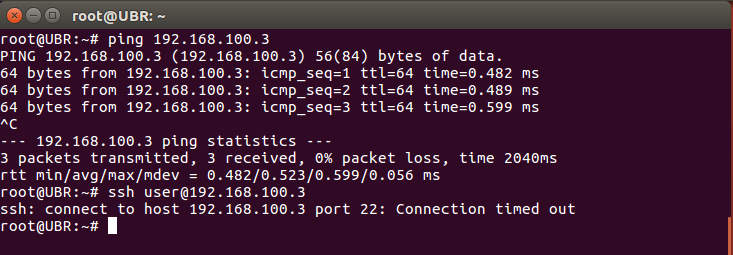 root@UBR: ~
root@UBR:~# ping 192.168.100.3
PING 192.168.100.3 (192.168.100.3) 56(84) bytes of data.
64 bytes from 192.168.100.3: icmp_seq=1 ttl=64 time=0.482 ms
64 bytes from 192.168.100.3: icmp_seq=2 ttl=64 time=0.489 ms
64 bytes from 192.168.100.3: icmp_seq=3 ttl=64 time=0.599 ms
^C
--- 192.168.100.3 ping statistics ---
3 packets transmitted, 3 received, 0% packet loss, time 2040ms
rtt min/avg/max/mdev = 0.482/0.523/0.599/0.056 ms
root@UBR:~# ssh user@192.168.100.3
ssh: connect to host 192.168.100.3 port 22: Connection timed out
root@UBR:~#